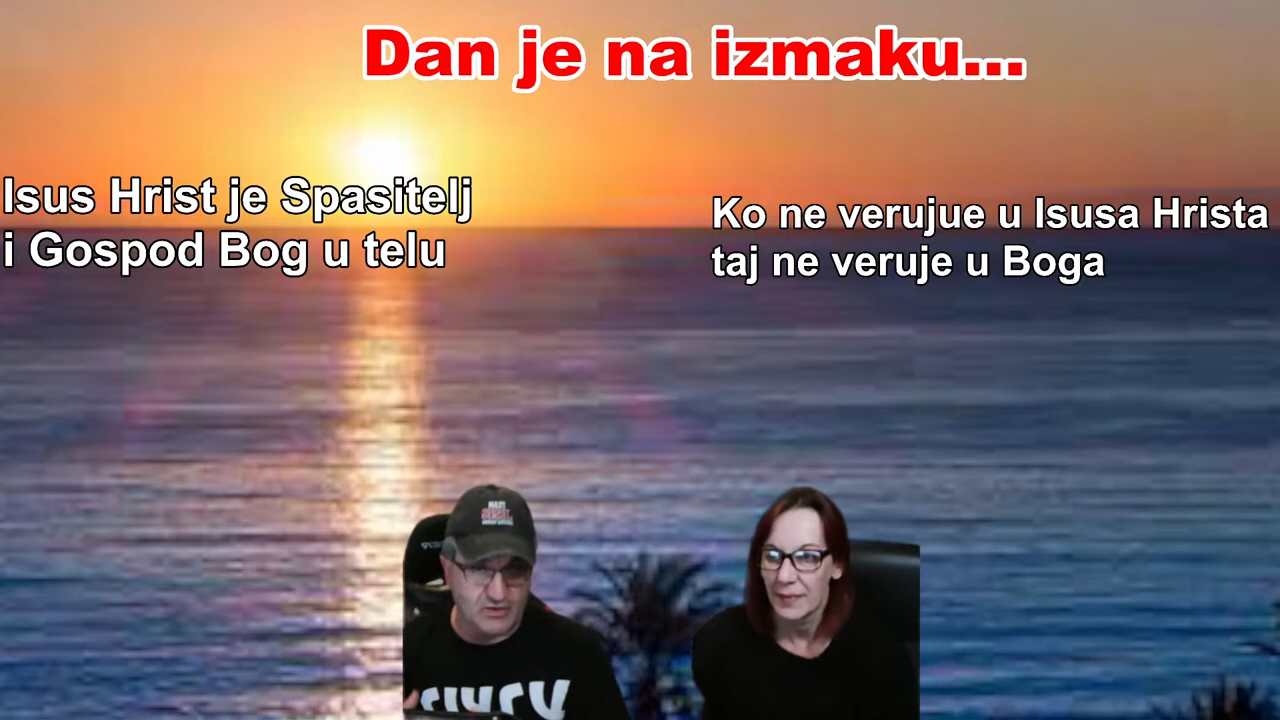 Dan je na izmaku...
Isus Hrist je Spasitelj
i Gospod Bog u telu
Ko ne verujue u Isusa Hrista
taj ne veruje u Boga